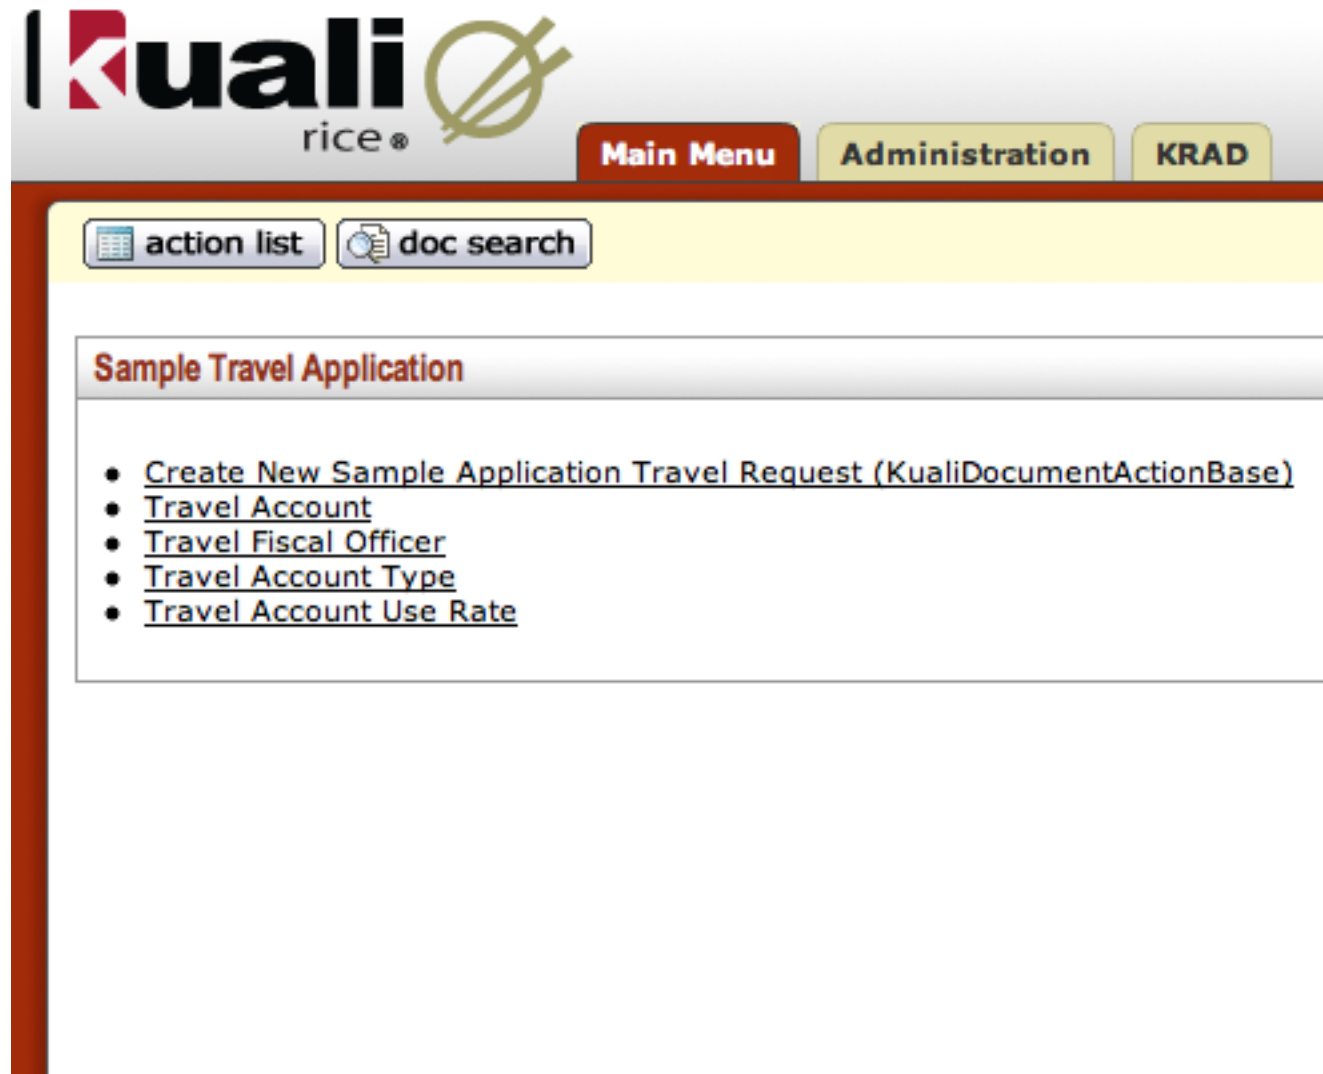 kuali
rice®
Main Menu Administration KRAD
action list doc search
Sample Travel Application
Create New Sample Application Travel Request (KualiDocumentActionBase)
Travel Account
Travel Fiscal Officer
Travel Account Type
Travel Account Use Rate